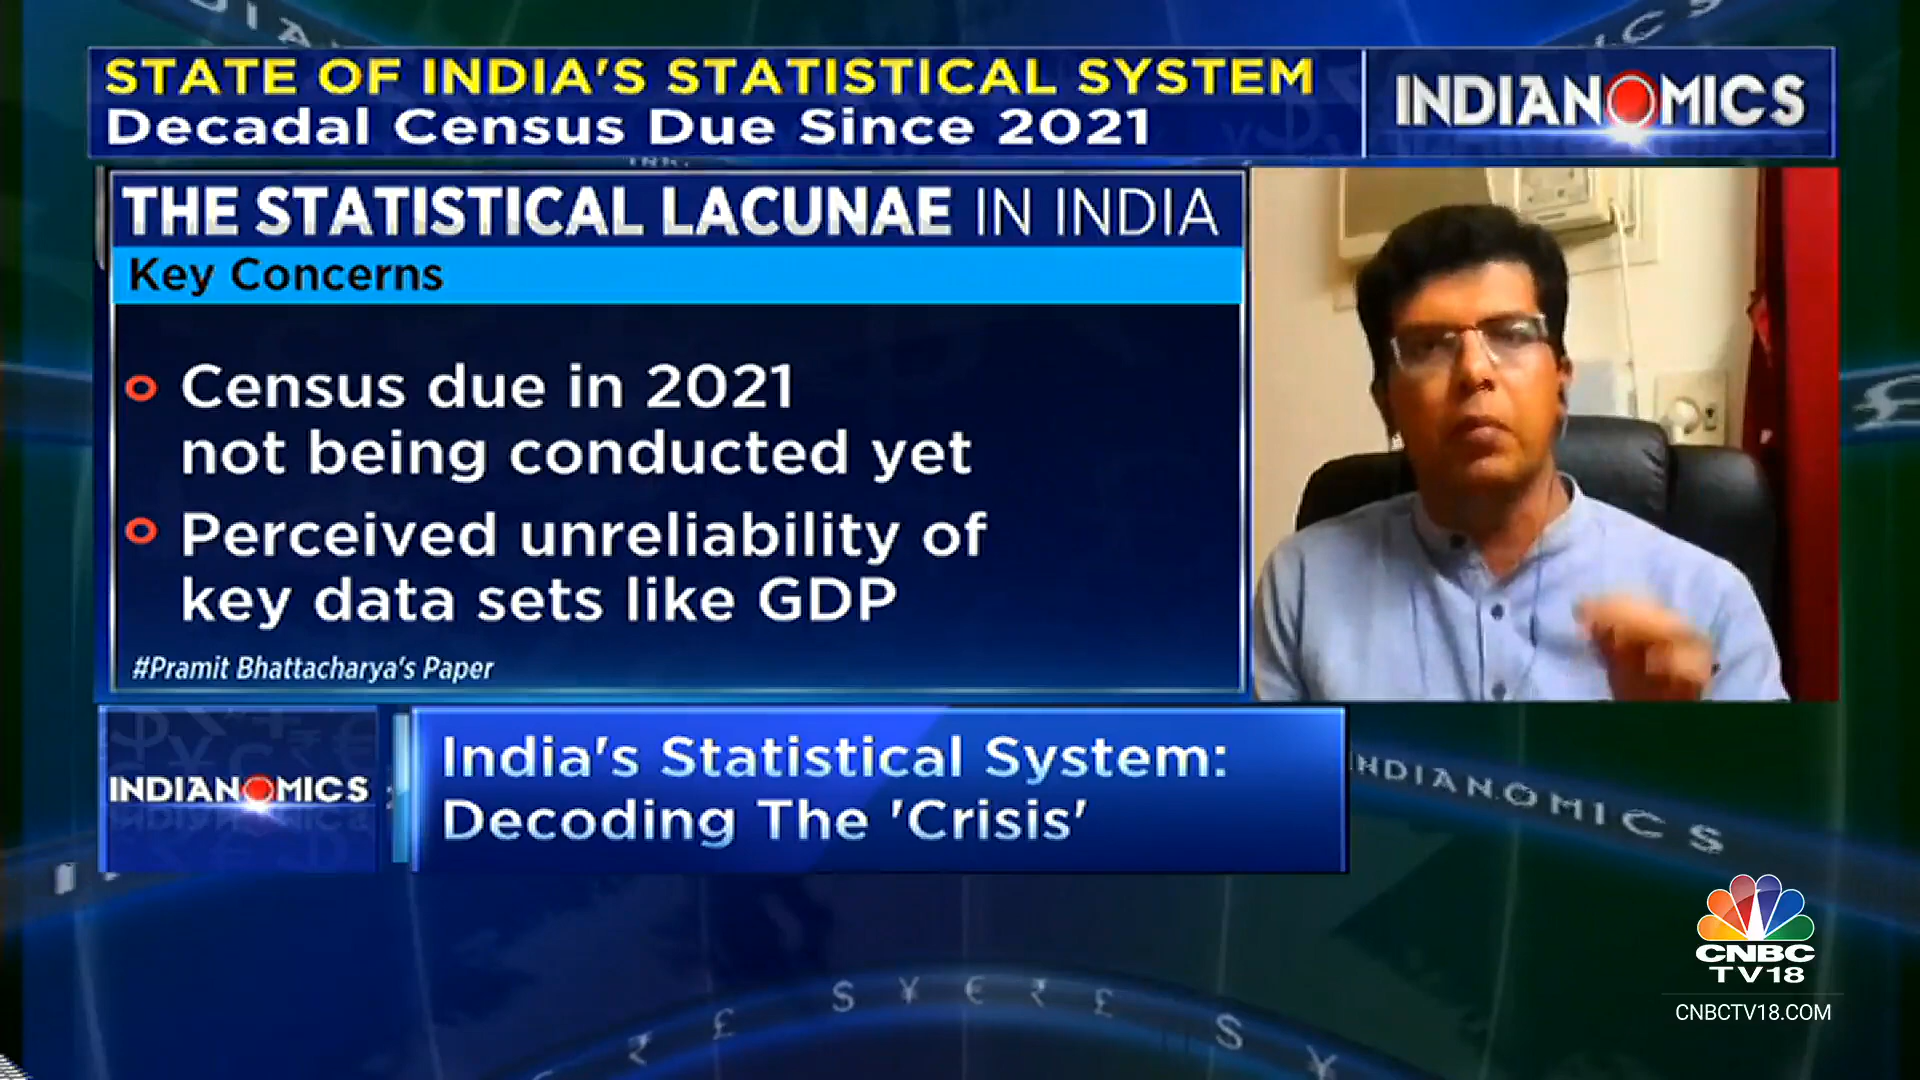 STATE OF INDIA'S STATISTICAL SYSTEM
Decadal Census Due Since 2021
INDIANOMICS
THE STATISTICAL LACUNAE IN INDIA
Key Concerns
Census due in 2021
not being conducted yet
Perceived unreliability of
key data sets like GDP
#Pramit Bhattacharya's Paper
INDIANOMICS
India's Statistical System:
Decoding The 'Crisis'
INDIANOMICS
CNBC
TV18
CNBCTV18.COM
S ¥ € ₹ £
₹ £ S ¥